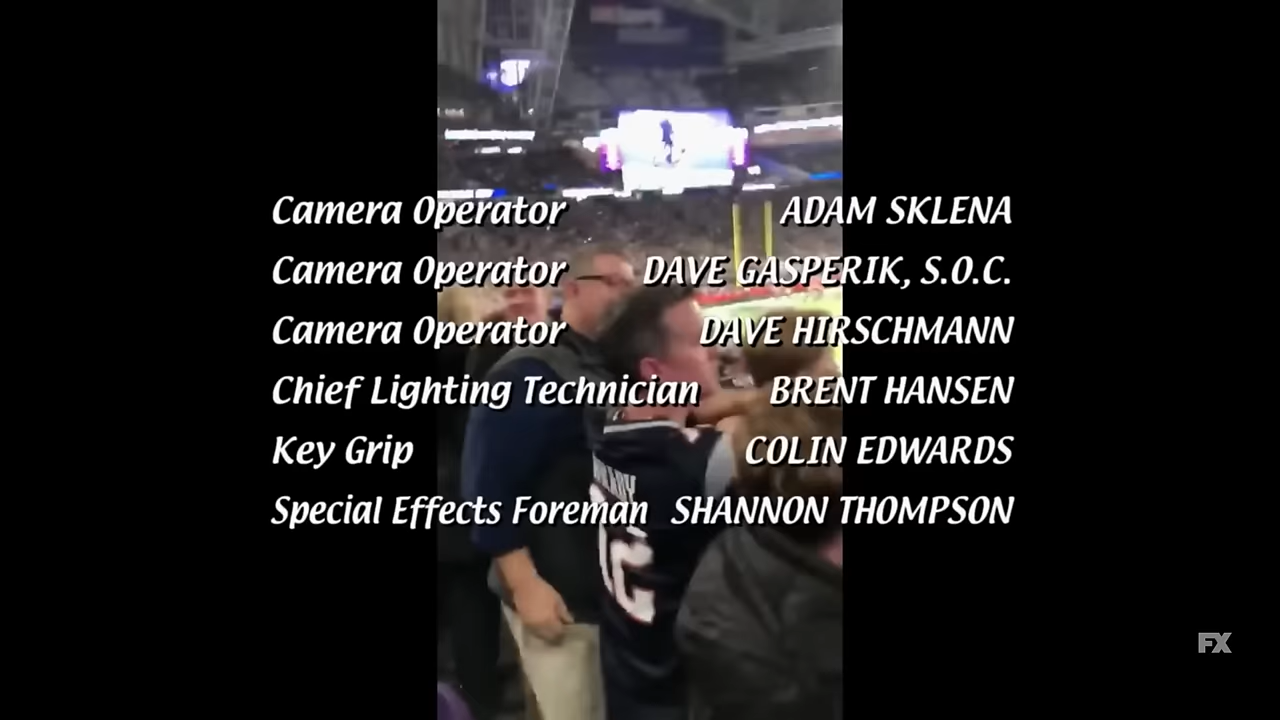 Camera Operator ADAM SKLENA
Camera Operator DAVE GASPERIK, S.O.C.
Camera Operator DAVE HIRSCHMANN
Chief Lighting Technician BRENT HANSEN
Key Grip COLIN EDWARDS
Special Effects Foreman SHANNON THOMPSON
12
FX